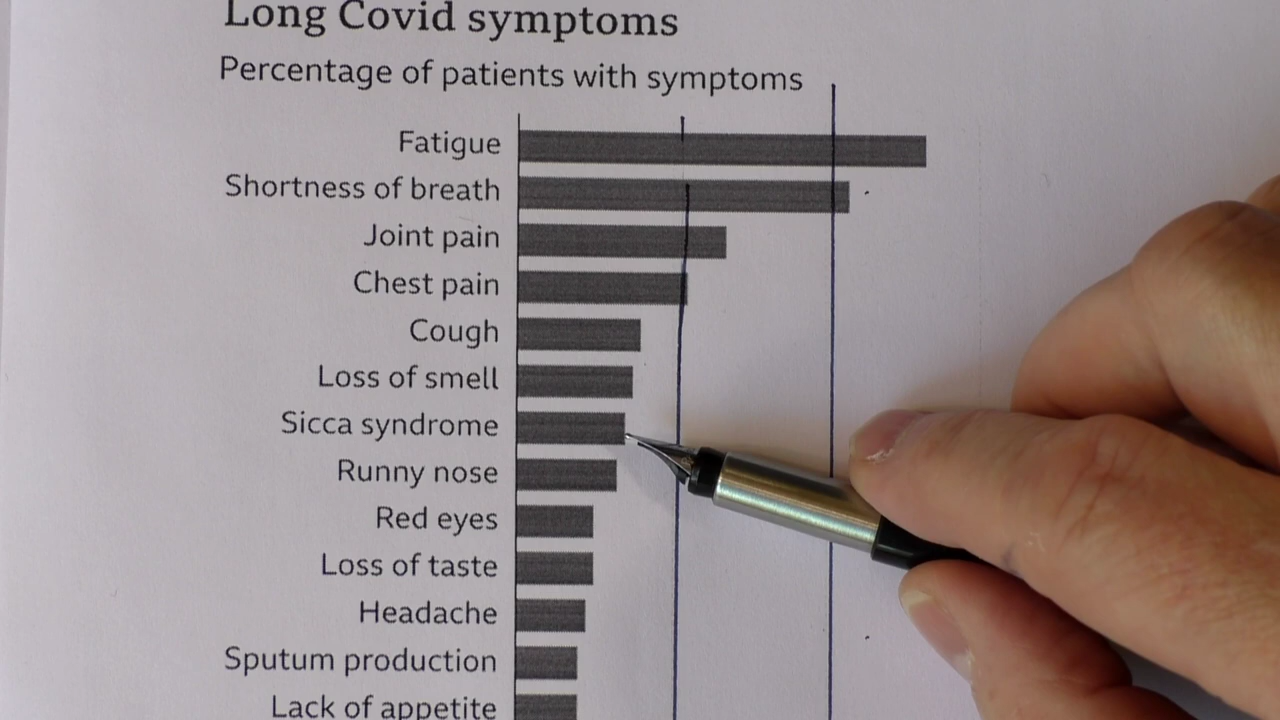 Long Covid symptoms
Percentage of patients with symptoms
Fatigue
Shortness of breath
Joint pain
Chest pain
Cough
Loss of smell
Sicca syndrome
Runny nose
Red eyes
Loss of taste
Headache
Sputum production
Lack of appetite